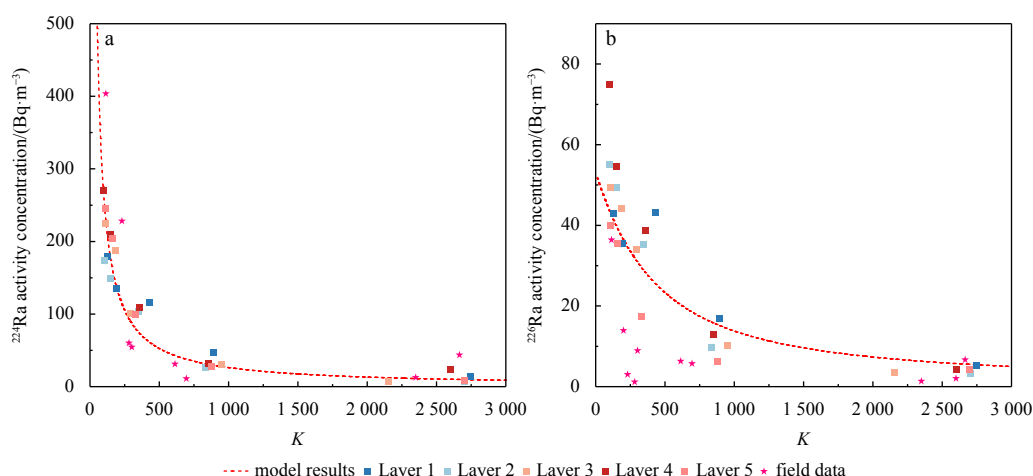 a
500
400
300
200
100
0
²²⁴Ra activity concentration/(Bq·m⁻³)
0 500 1 000 1 500 2 000 2 500 3 000
K
b
80
60
40
20
0
²²⁶Ra activity concentration/(Bq·m⁻³)
0 500 1 000 1 500 2 000 2 500 3 000
K
model results Layer 1 Layer 2 Layer 3 Layer 4 Layer 5 field data